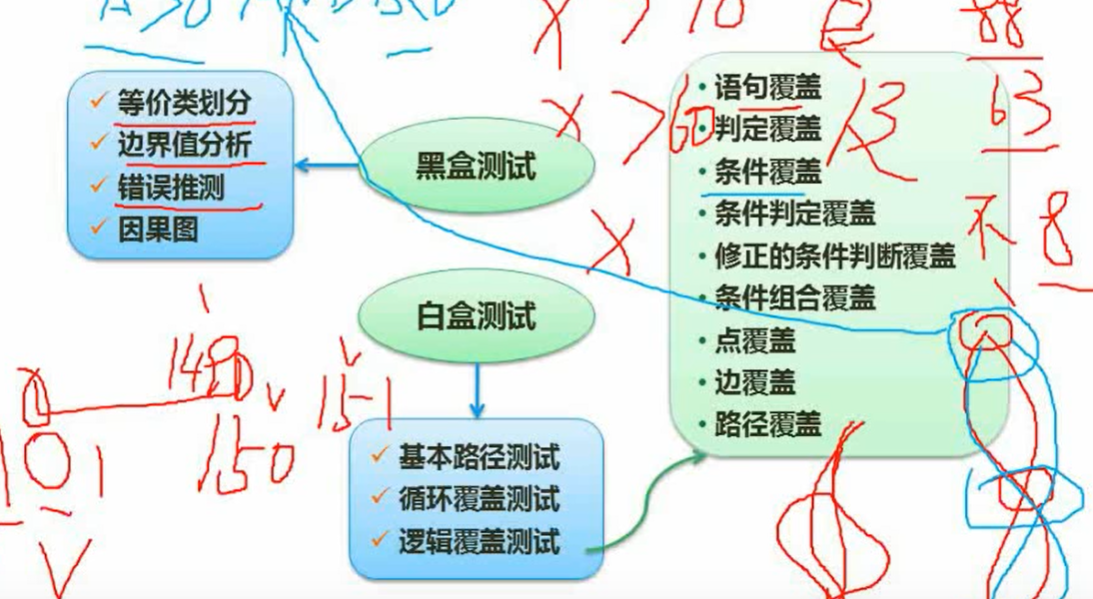 等价类划分
边界值分析
错误推测
因果图
黑盒测试
白盒测试
基本路径测试
循环覆盖测试
逻辑覆盖测试
语句覆盖
判定覆盖
条件覆盖
条件判定覆盖
修正的条件判断覆盖
条件组合覆盖
点覆盖
边覆盖
路径覆盖
X > 60
13
88
63
不 8
150
151